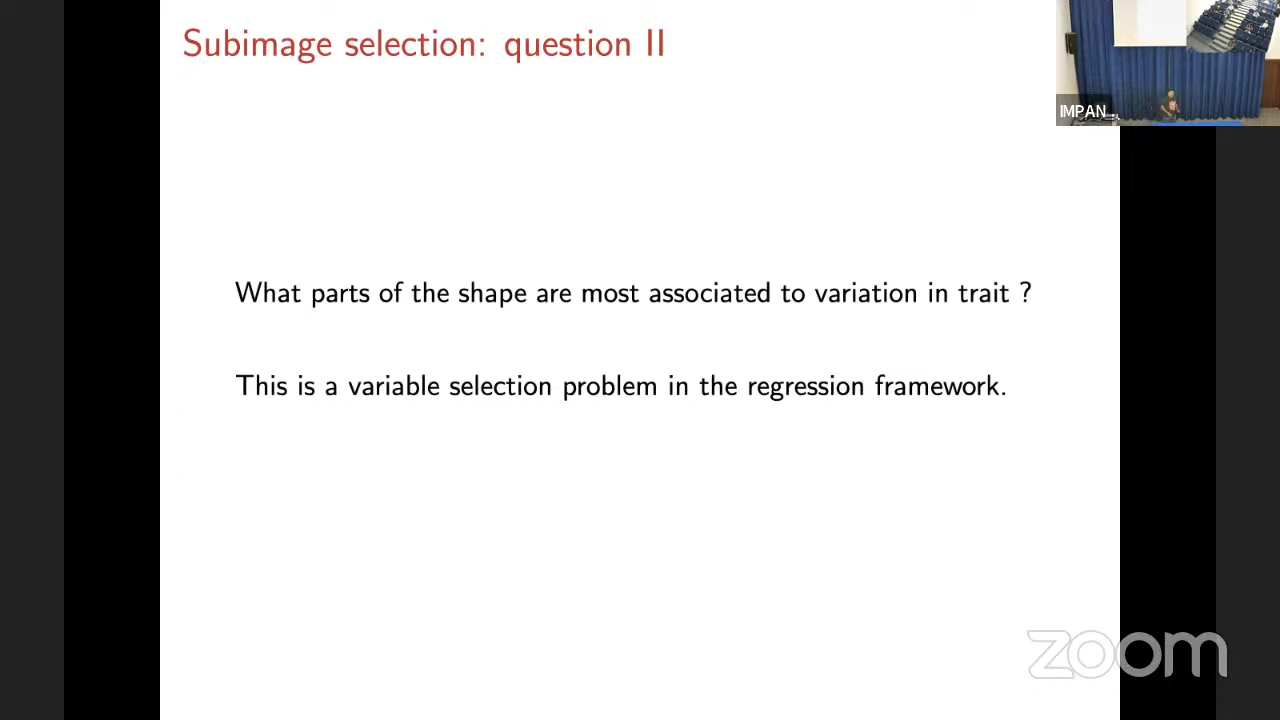 Subimage selection: question II
IMPAN ..
What parts of the shape are most associated to variation in trait ?
This is a variable selection problem in the regression framework.
zoom